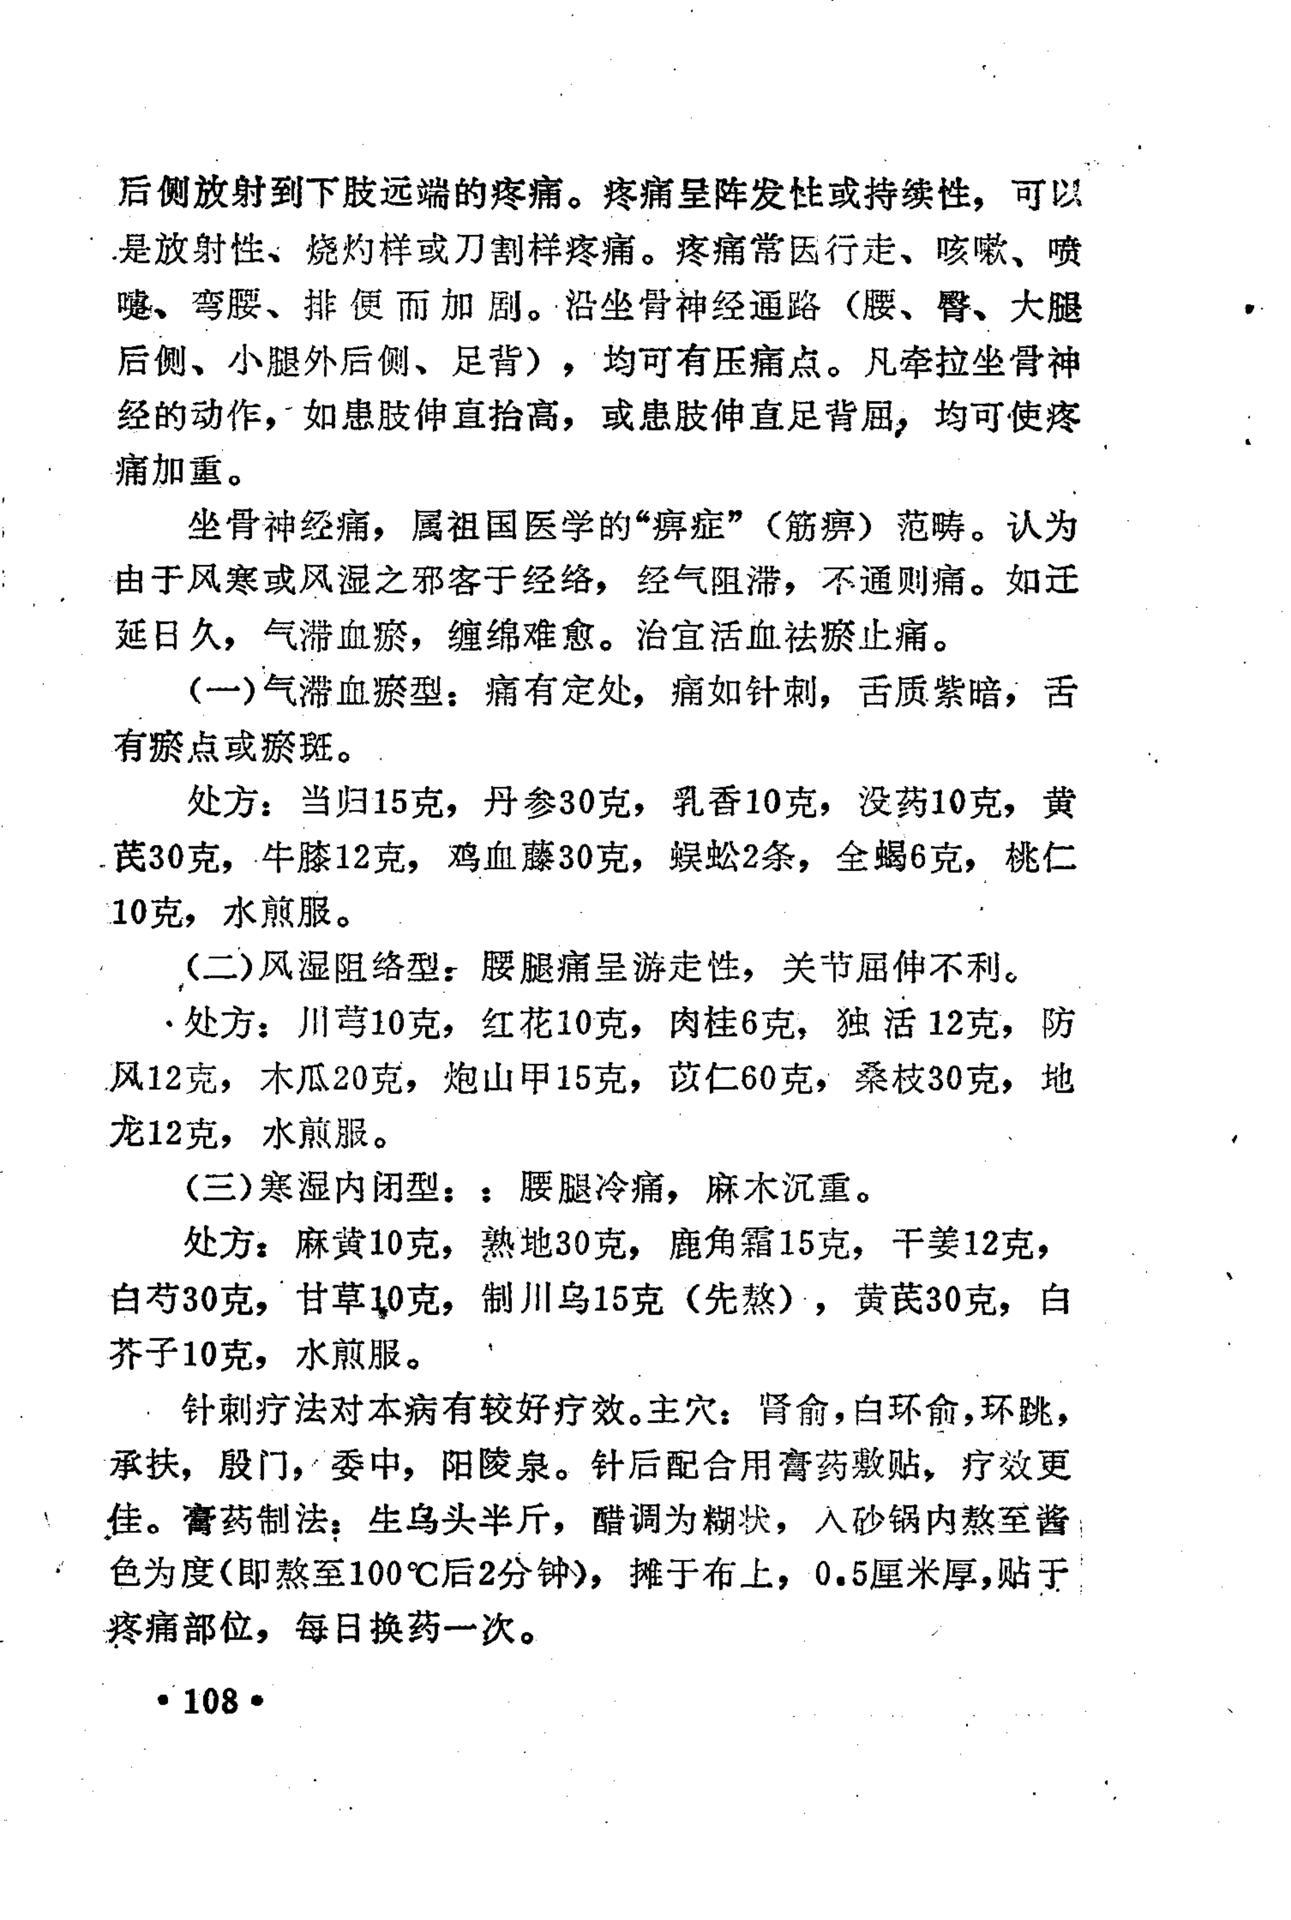 后侧放射到下肢远端的疼痛。疼痛呈阵发性或持续性，可以
是放射性、烧灼样或刀割样疼痛。疼痛常因行走、咳嗽、喷
嚏、弯腰、排便而加剧。沿坐骨神经通路（腰、臀、大腿
后侧、小腿外后侧、足背），均可有压痛点。凡牵拉坐骨神
经的动作，如患肢伸直抬高，或患肢伸直足背屈，均可使疼
痛加重。
坐骨神经痛，属祖国医学的“痹症”（筋痹）范畴。认为
由于风寒或风湿之邪客于经络，经气阻滞，不通则痛。如迁
延日久，气滞血瘀，缠绵难愈。治宜活血祛瘀止痛。
(一)气滞血瘀型：痛有定处，痛如针刺，舌质紫暗，舌
有瘀点或瘀斑。
处方：当归15克，丹参30克，乳香10克，没药10克，黄
芪30克，牛膝12克，鸡血藤30克，蜈蚣2条，全蝎6克，桃仁
10克，水煎服。
(二)风湿阻络型：腰腿痛呈游走性，关节屈伸不利。
处方：川芎10克，红花10克，肉桂6克，独活12克，防
风12克，木瓜20克，炮山甲15克，苡仁60克，桑枝30克，地
龙12克，水煎服。
(三)寒湿内闭型：：腰腿冷痛，麻木沉重。
处方：麻黄10克，熟地30克，鹿角霜15克，干姜12克，
白芍30克，甘草10克，制川乌15克（先熬），黄芪30克，白
芥子10克，水煎服。
针刺疗法对本病有较好疗效。主穴：肾俞，白环俞，环跳，
承扶，殷门，委中，阳陵泉。针后配合用膏药敷贴，疗效更
佳。膏药制法：生乌头半斤，醋调为糊状，入砂锅内熬至酱
色为度(即熬至100℃后2分钟)，摊于布上，0.5厘米厚，贴于
疼痛部位，每日换药一次。
•108•